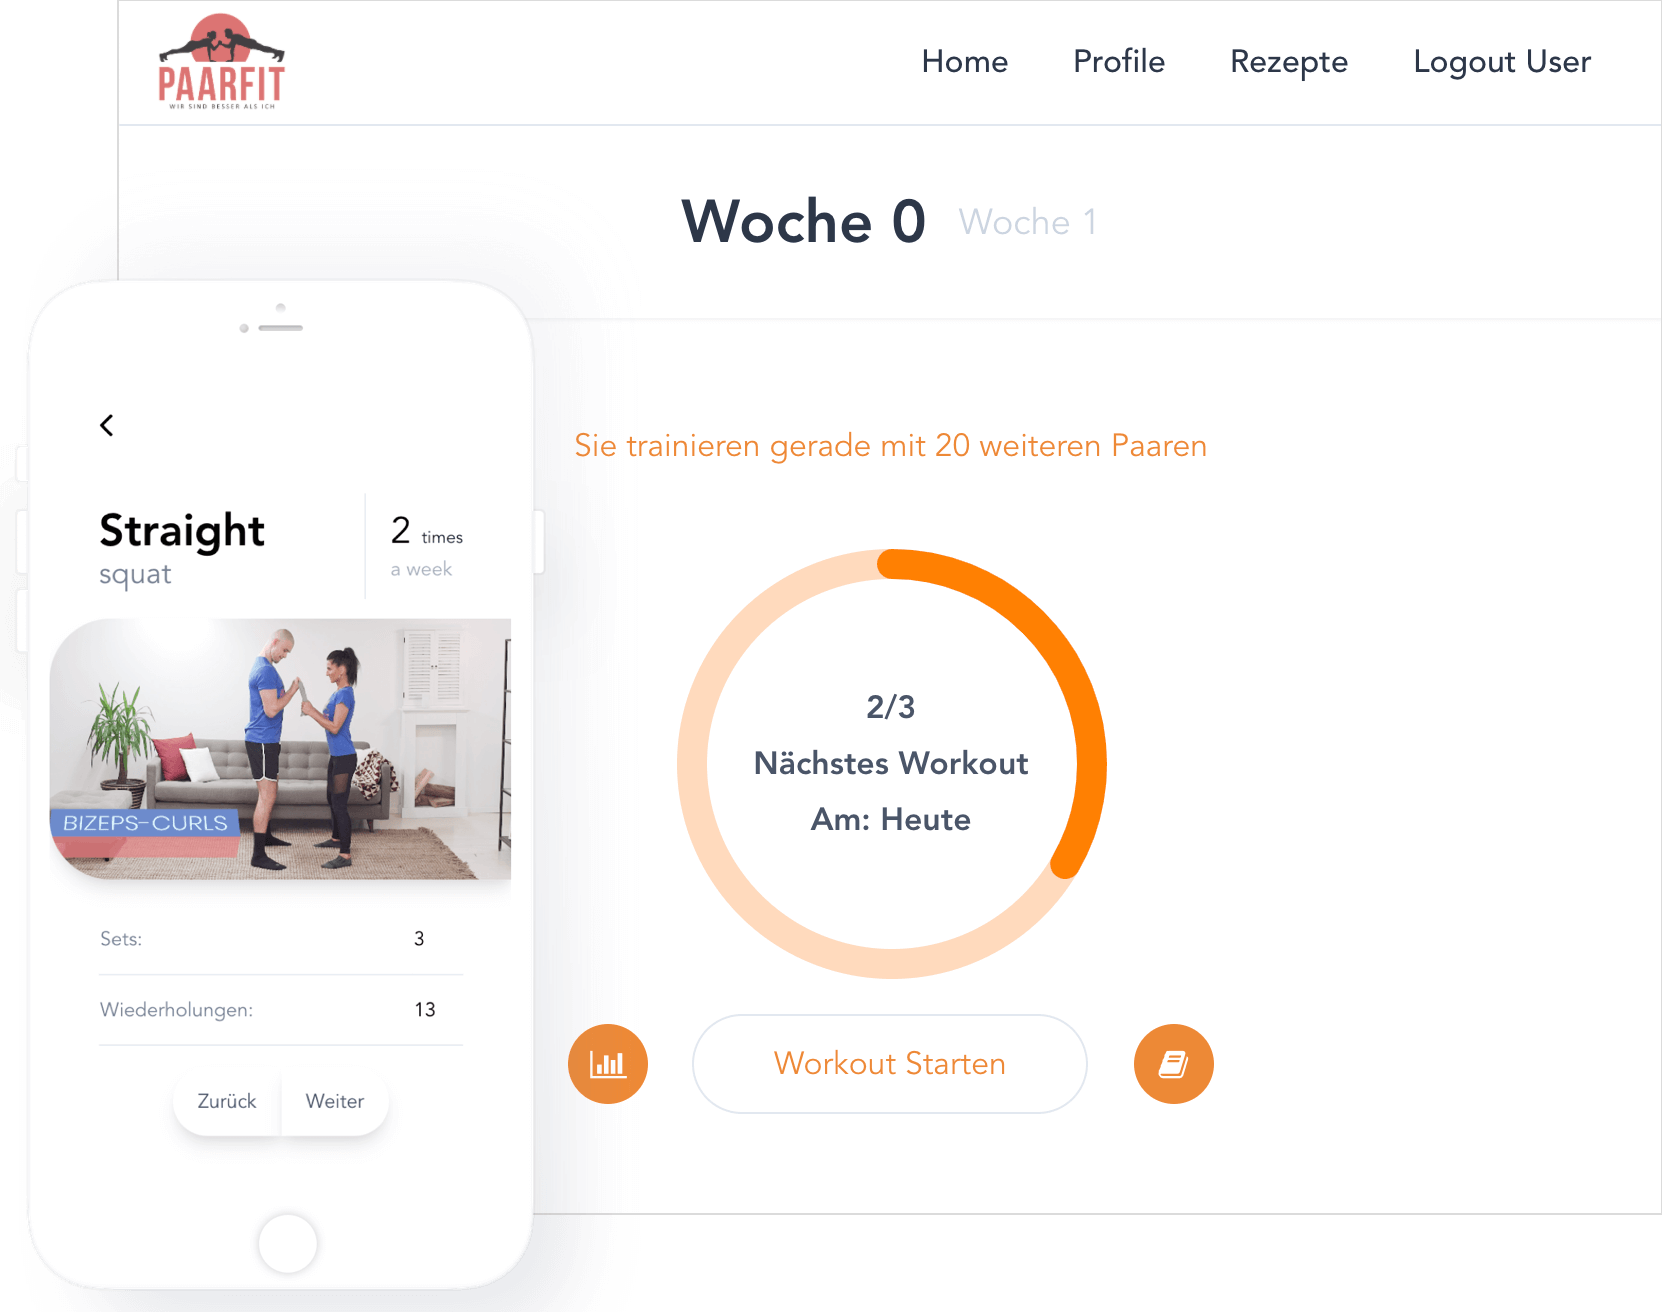 PAARFIT
WIR SIND BESSER ALS ICH
Home Profile Rezepte Logout User
Woche 0 Woche 1
Sie trainieren gerade mit 20 weiteren Paaren
2/3
Nächstes Workout
Am: Heute
Workout Starten
Straight
squat
2 times
a week
BIZEPS-CURLS
Sets: 3
Wiederholungen: 13
Zurück Weiter